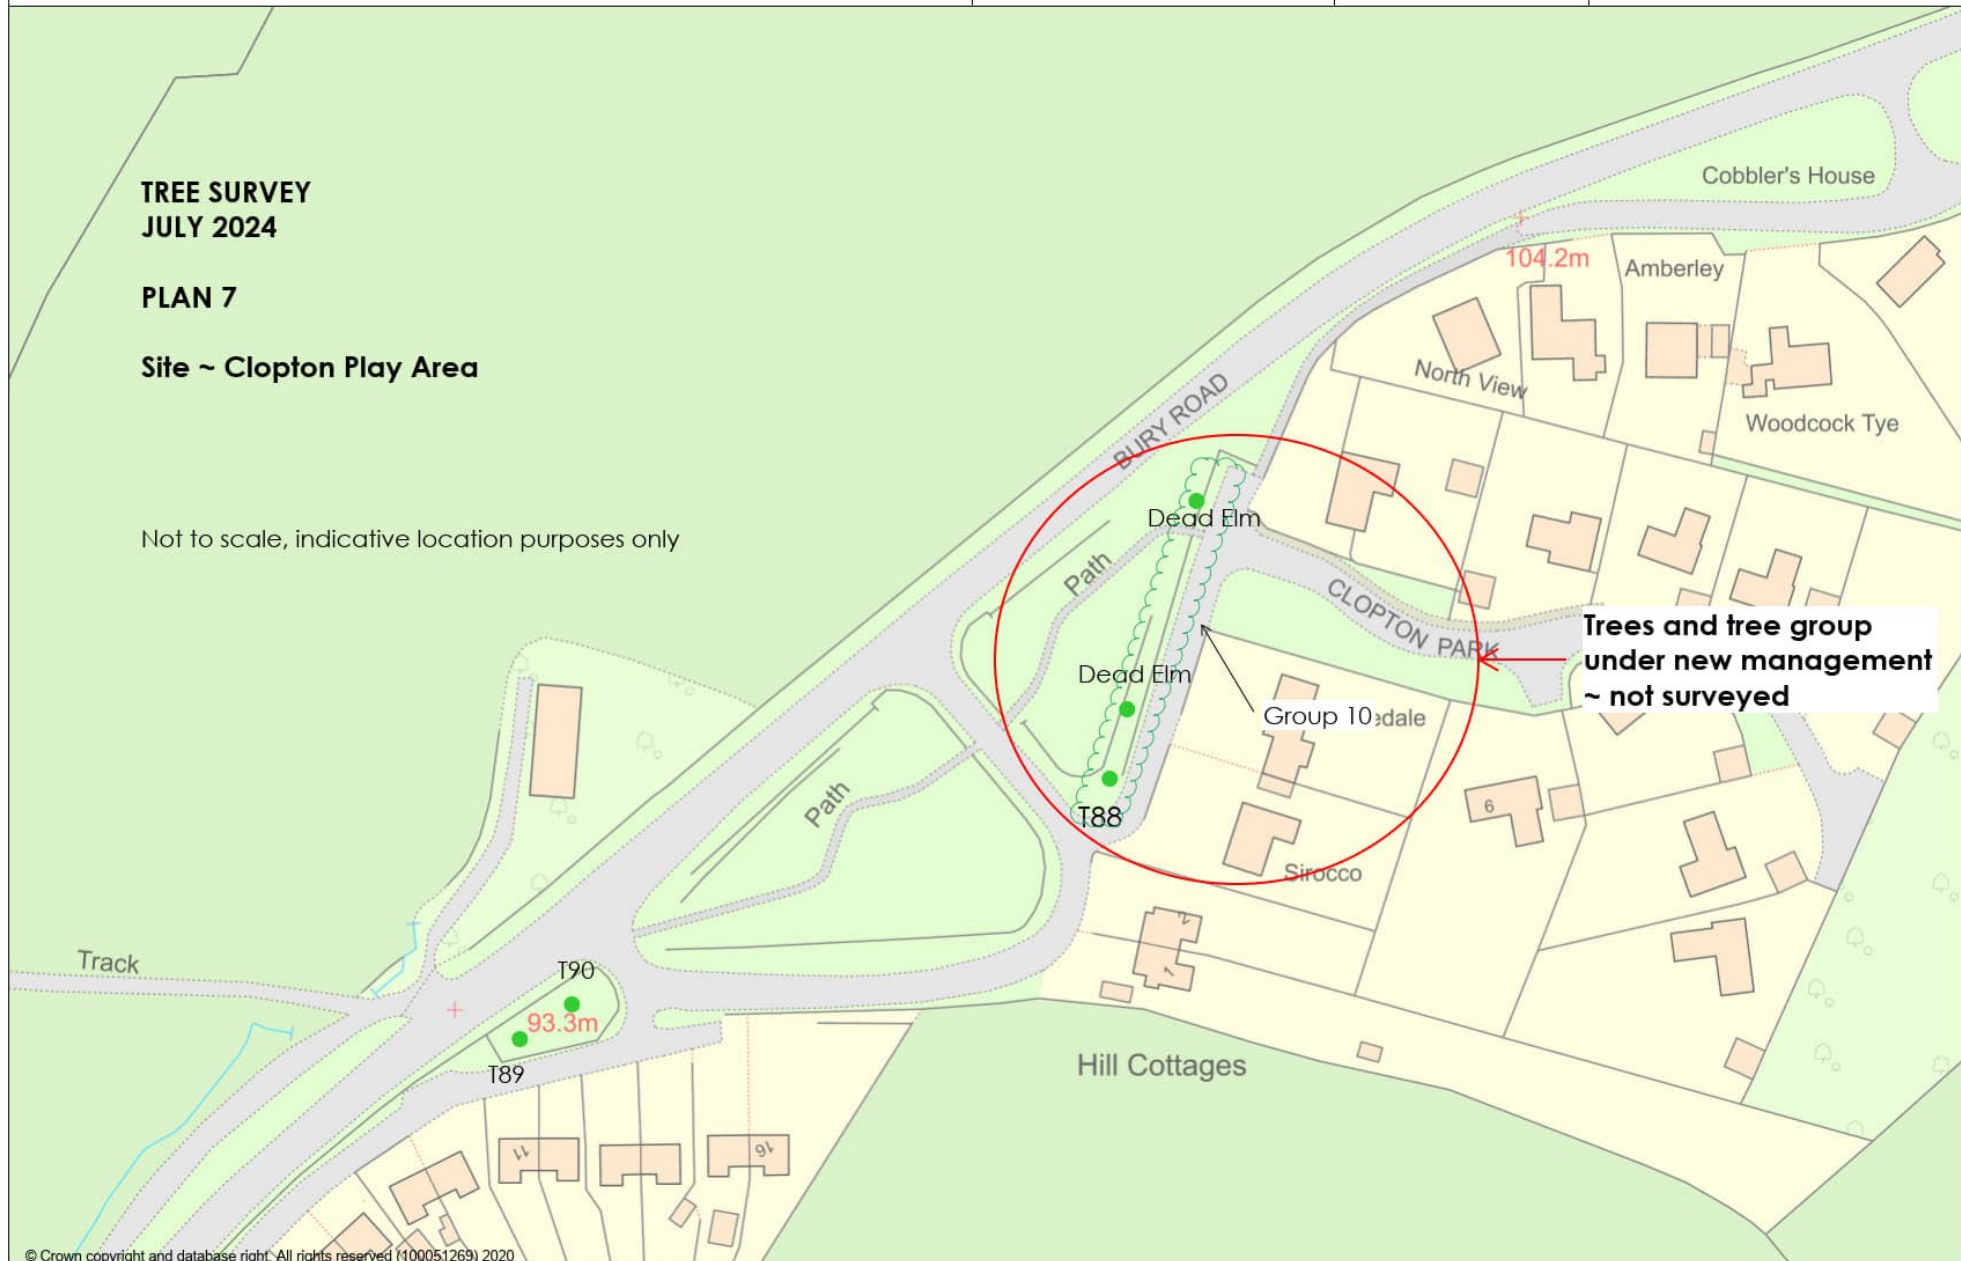 TREE SURVEY
JULY 2024
PLAN 7
Site ~ Clopton Play Area
Not to scale, indicative location purposes only
Cobbler's House
104.2m
Amberley
North View
Woodcock Tye
BURY ROAD
Dead Elm
Path
CLOPTON PARK
Trees and tree group
under new management
~ not surveyed
Dead Elm
Group 10
edale
6
Path
T88
Sirocco
2
1
Track
T90
93.3m
T89
Hill Cottages
11
16
© Crown copyright and database right. All rights reserved (100051269) 2020